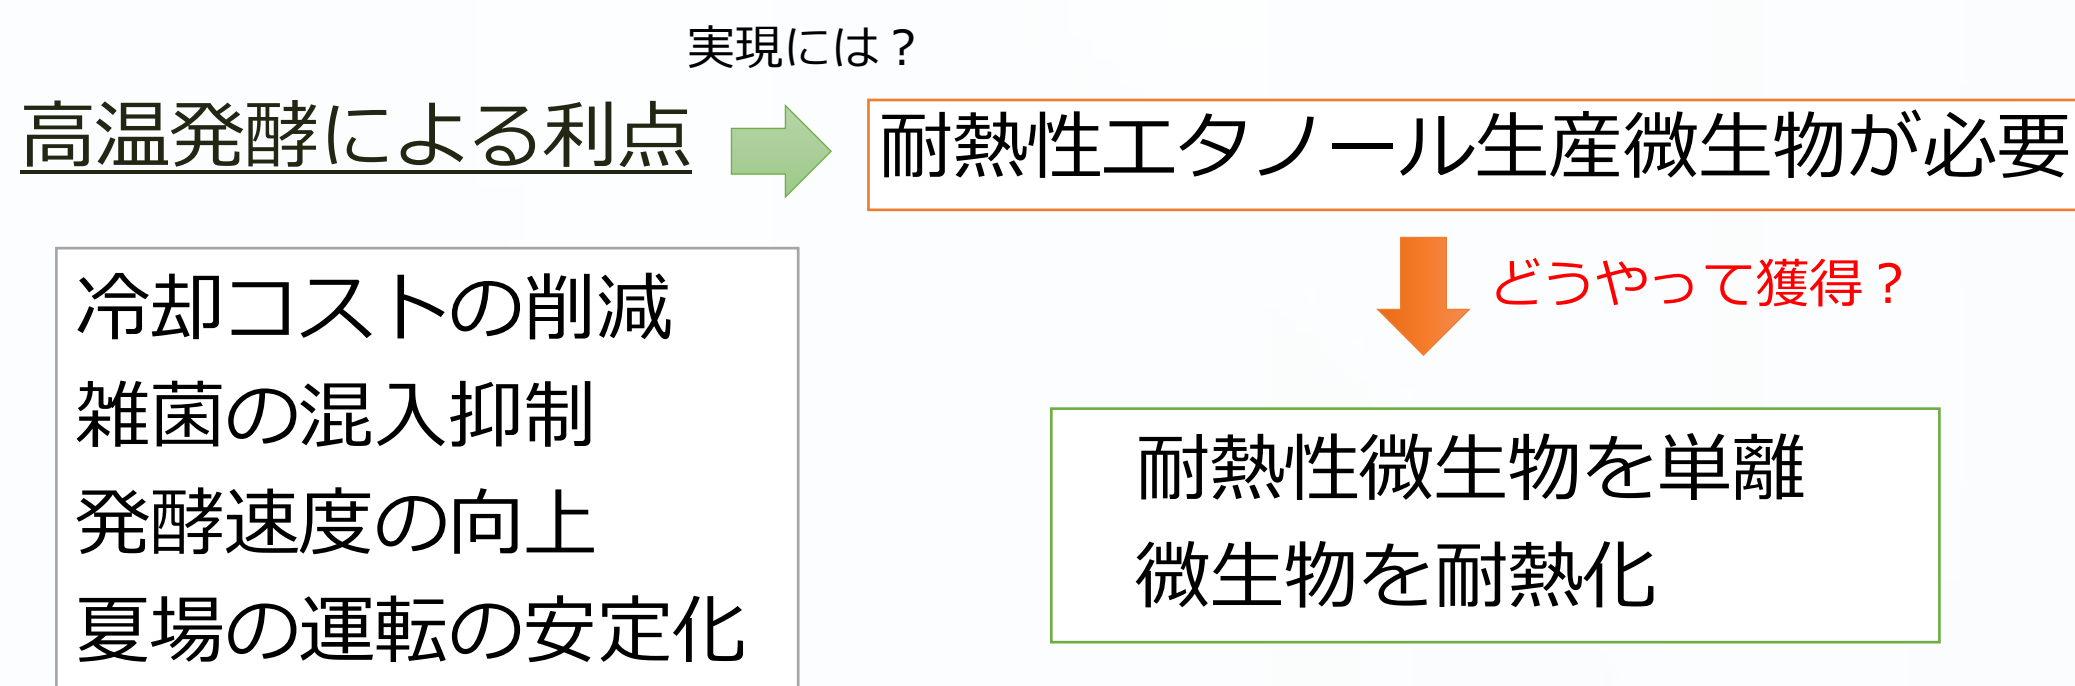 実現には？
高温発酵による利点
耐熱性エタノール生産微生物が必要
冷却コストの削減
雑菌の混入抑制
発酵速度の向上
夏場の運転の安定化
どうやって獲得？
耐熱性微生物を単離
微生物を耐熱化